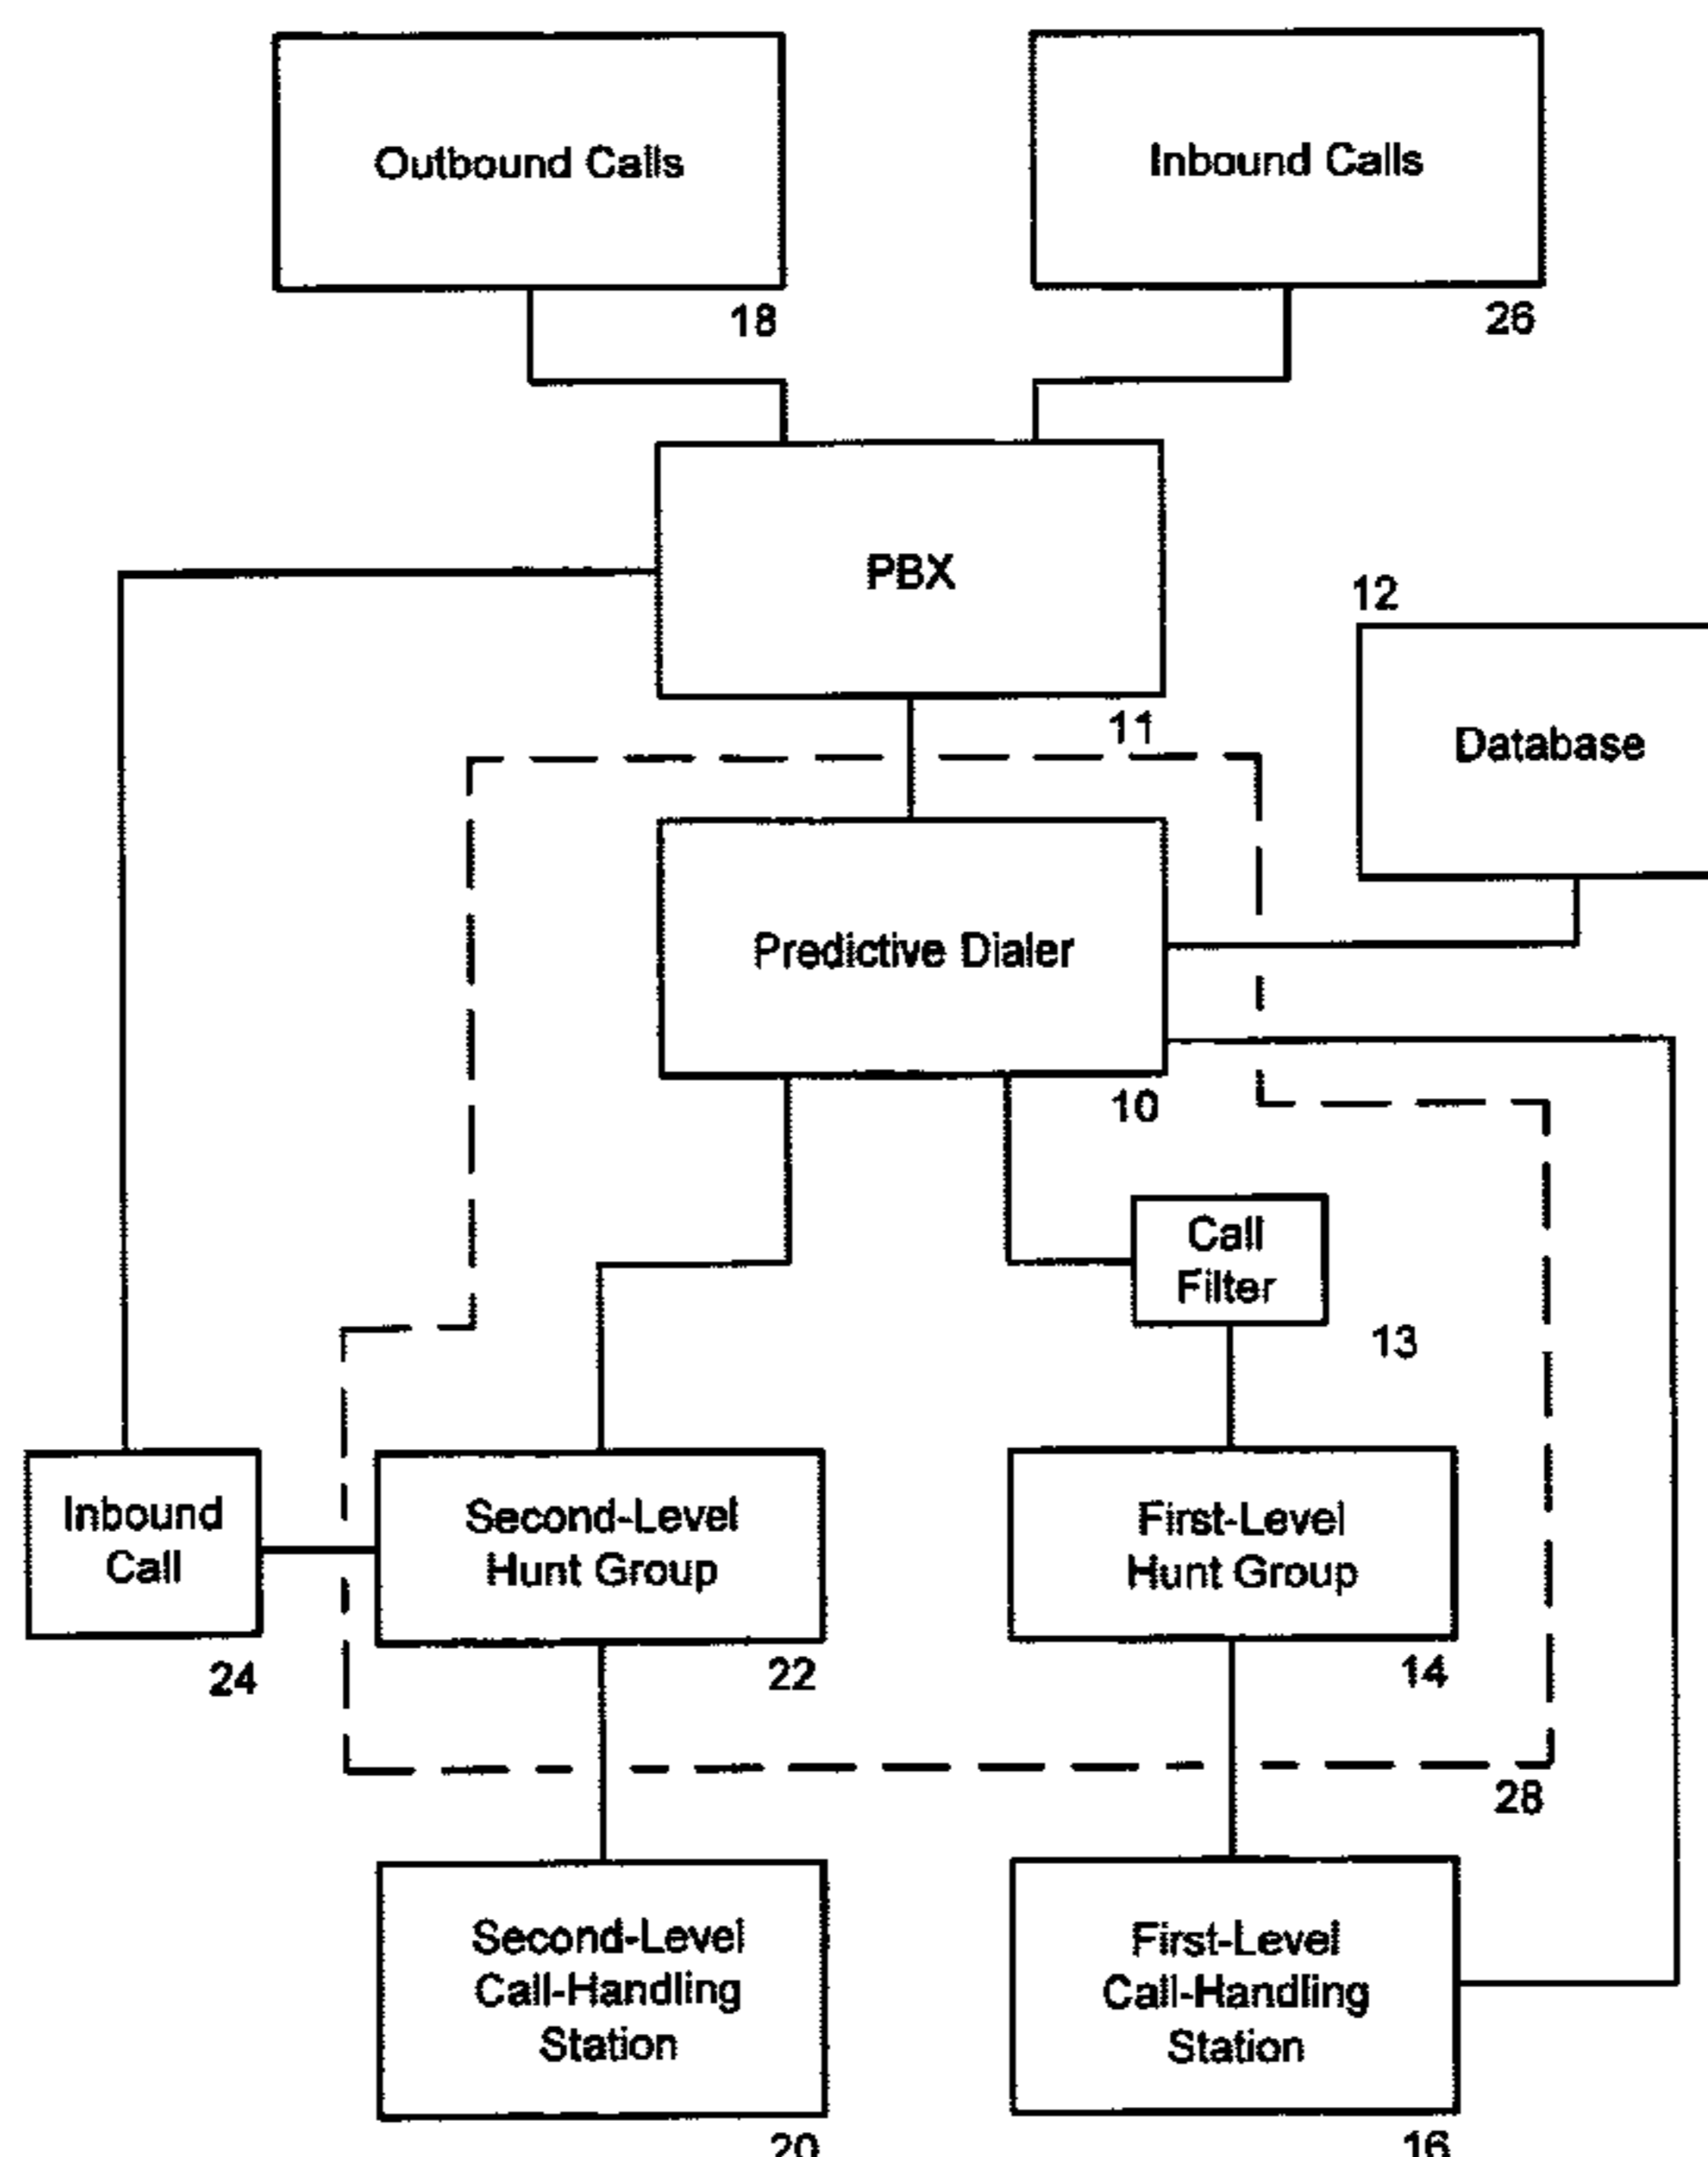 Outbound Calls
Inbound Calls
18
26
PBX
12
11
Database
Predictive Dialer
10
Call
Filter
13
Inbound
Call
Second-Level
Hunt Group
First-Level
Hunt Group
24
22
14
28
Second-Level
Call-Handling
Station
First-Level
Call-Handling
Station
20
16